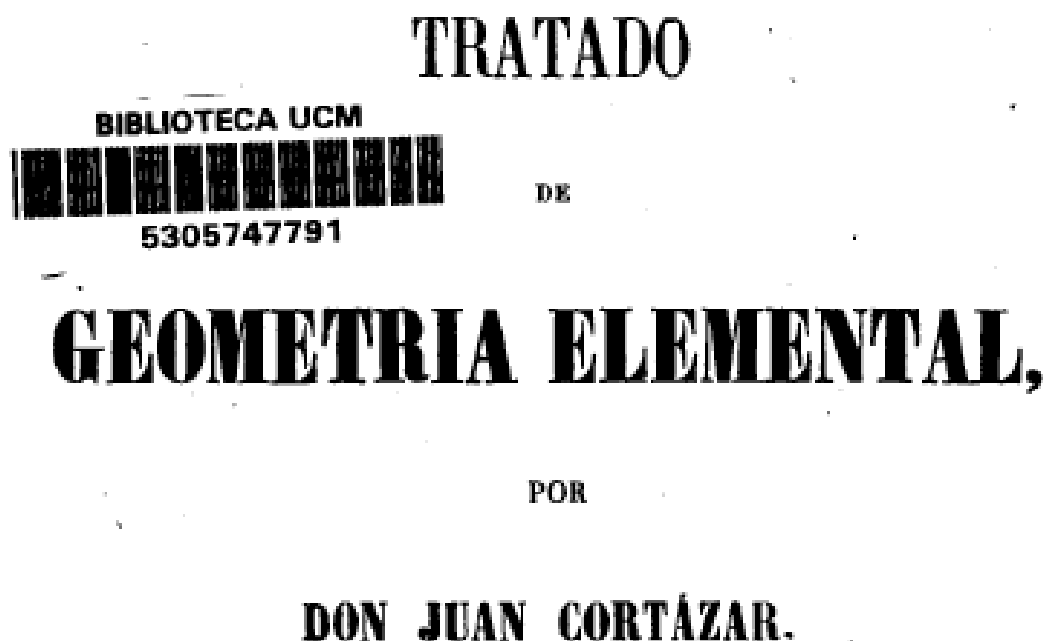 TRATADO
BIBLIOTECA UCM
5305747791
DE
GEOMETRIA ELEMENTAL,
POR
DON JUAN CORTÁZAR.